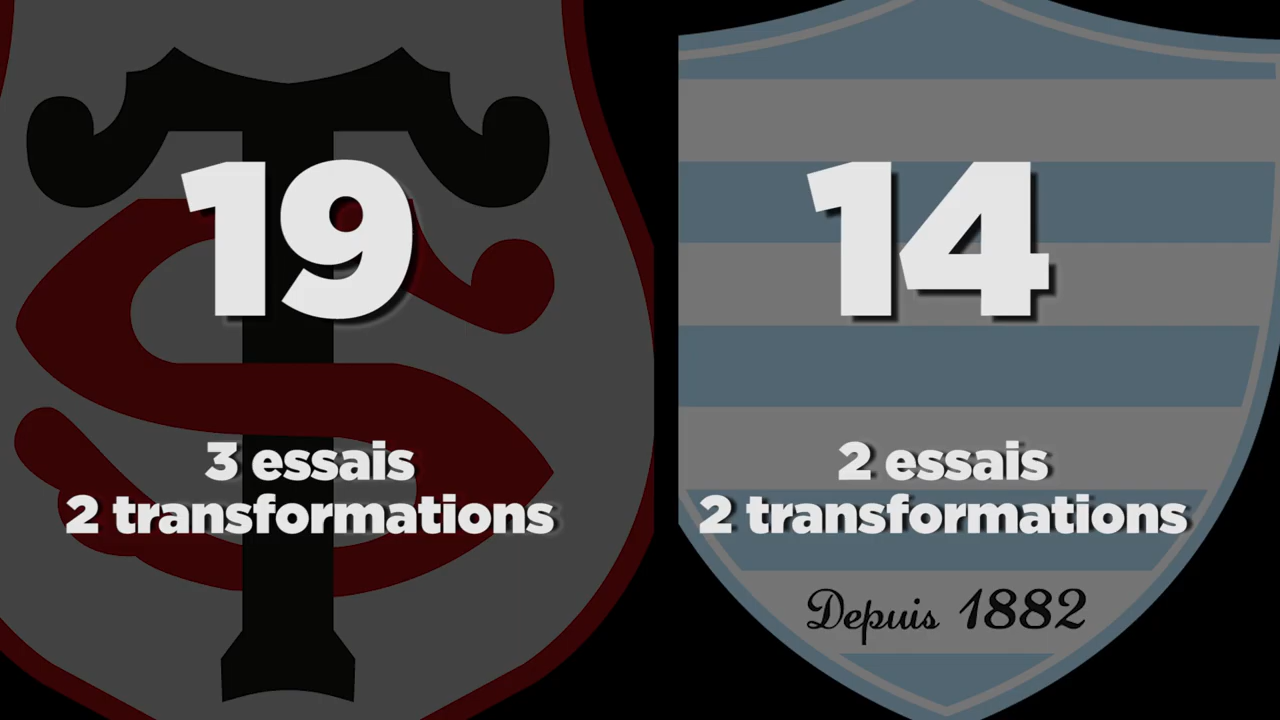 19
3 essais
2 transformations
14
2 essais
2 transformations
Depuis 1882